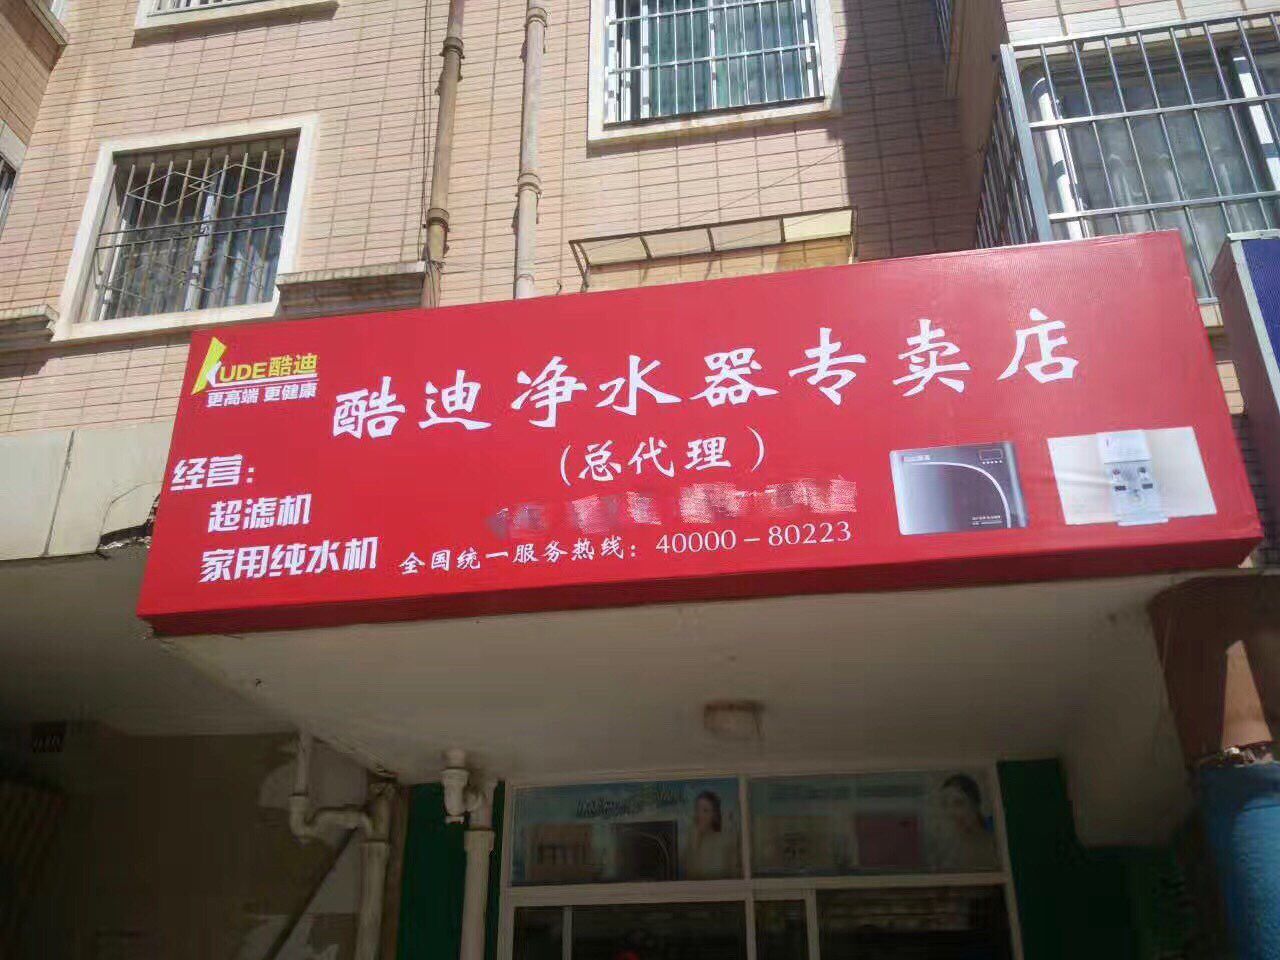 KUDE酷迪
更高端 更健康
酷迪净水器专卖店
(总代理)
经营:
超滤机
家用纯水机
全国统一服务热线: 40000-80223